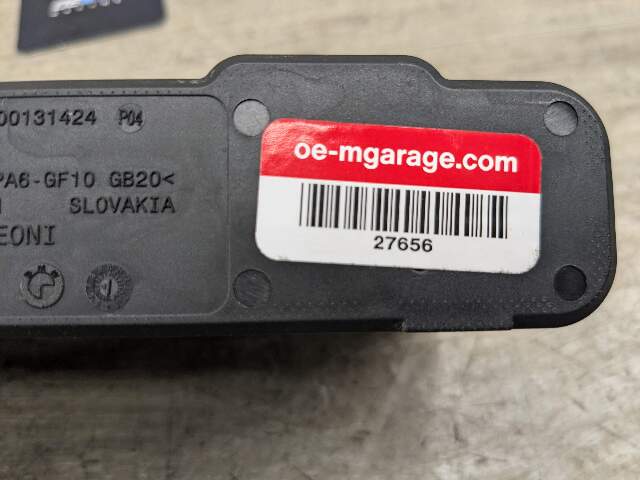 00131424 P04
PA6-GF10 GB20<
SLOVAKIA
EONI
oe-mgarage.com
27656